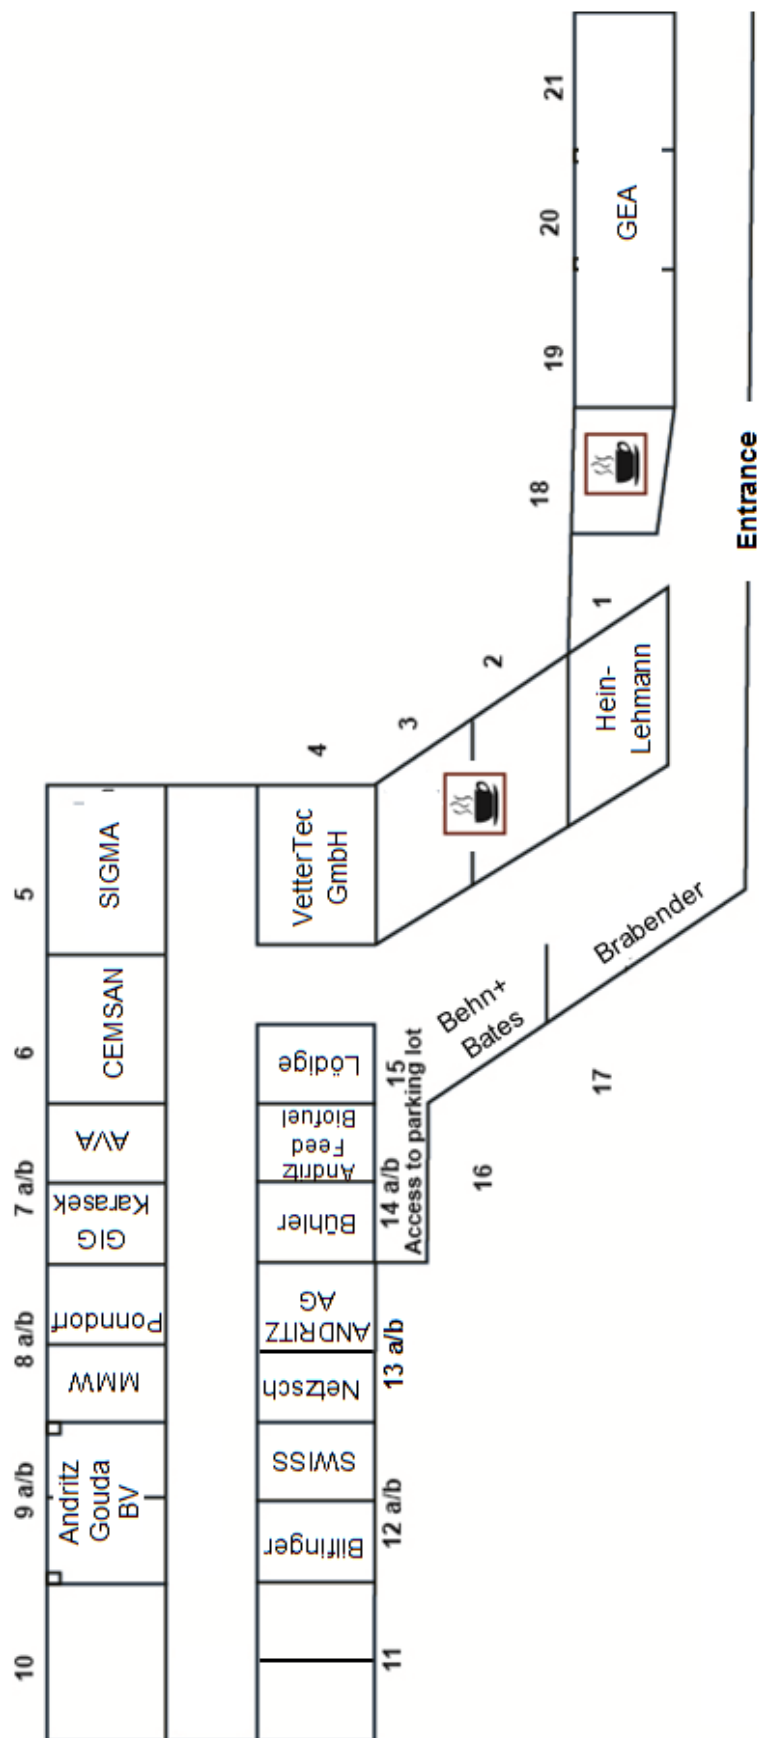 21
20
GEA
19
18
Entrance
1
2
Hein-
Lehmann
3
4
5
SIGMA
VetterTec
GmbH
Brabender
Behn+
Bates
6
CEMSAN
Lödige
15
Access to parking lot
17
16
7 a/b
AVA
Andritz
Feed
Biofuel
GIG
Karasek
Bühler
14 a/b
8 a/b
Ponndorf
ANDRITZ
AG
13 a/b
MMW
Netzsch
9 a/b
Andritz
Gouda
BV
SWISS
12 a/b
Bilfinger
10
11